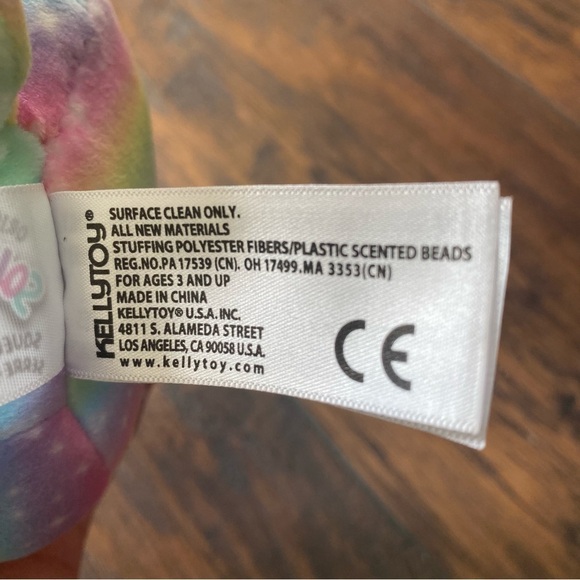 KELLYTOY®
SURFACE CLEAN ONLY.
ALL NEW MATERIALS
STUFFING POLYESTER FIBERS/PLASTIC SCENTED BEADS
REG.NO.PA 17539 (CN). OH 17499.MA 3353(CN)
FOR AGES 3 AND UP
MADE IN CHINA
KELLYTOY® U.S.A. INC.
4811 S. ALAMEDA STREET
LOS ANGELES, CA 90058 U.S.A.
www.kellytoy.com
CE